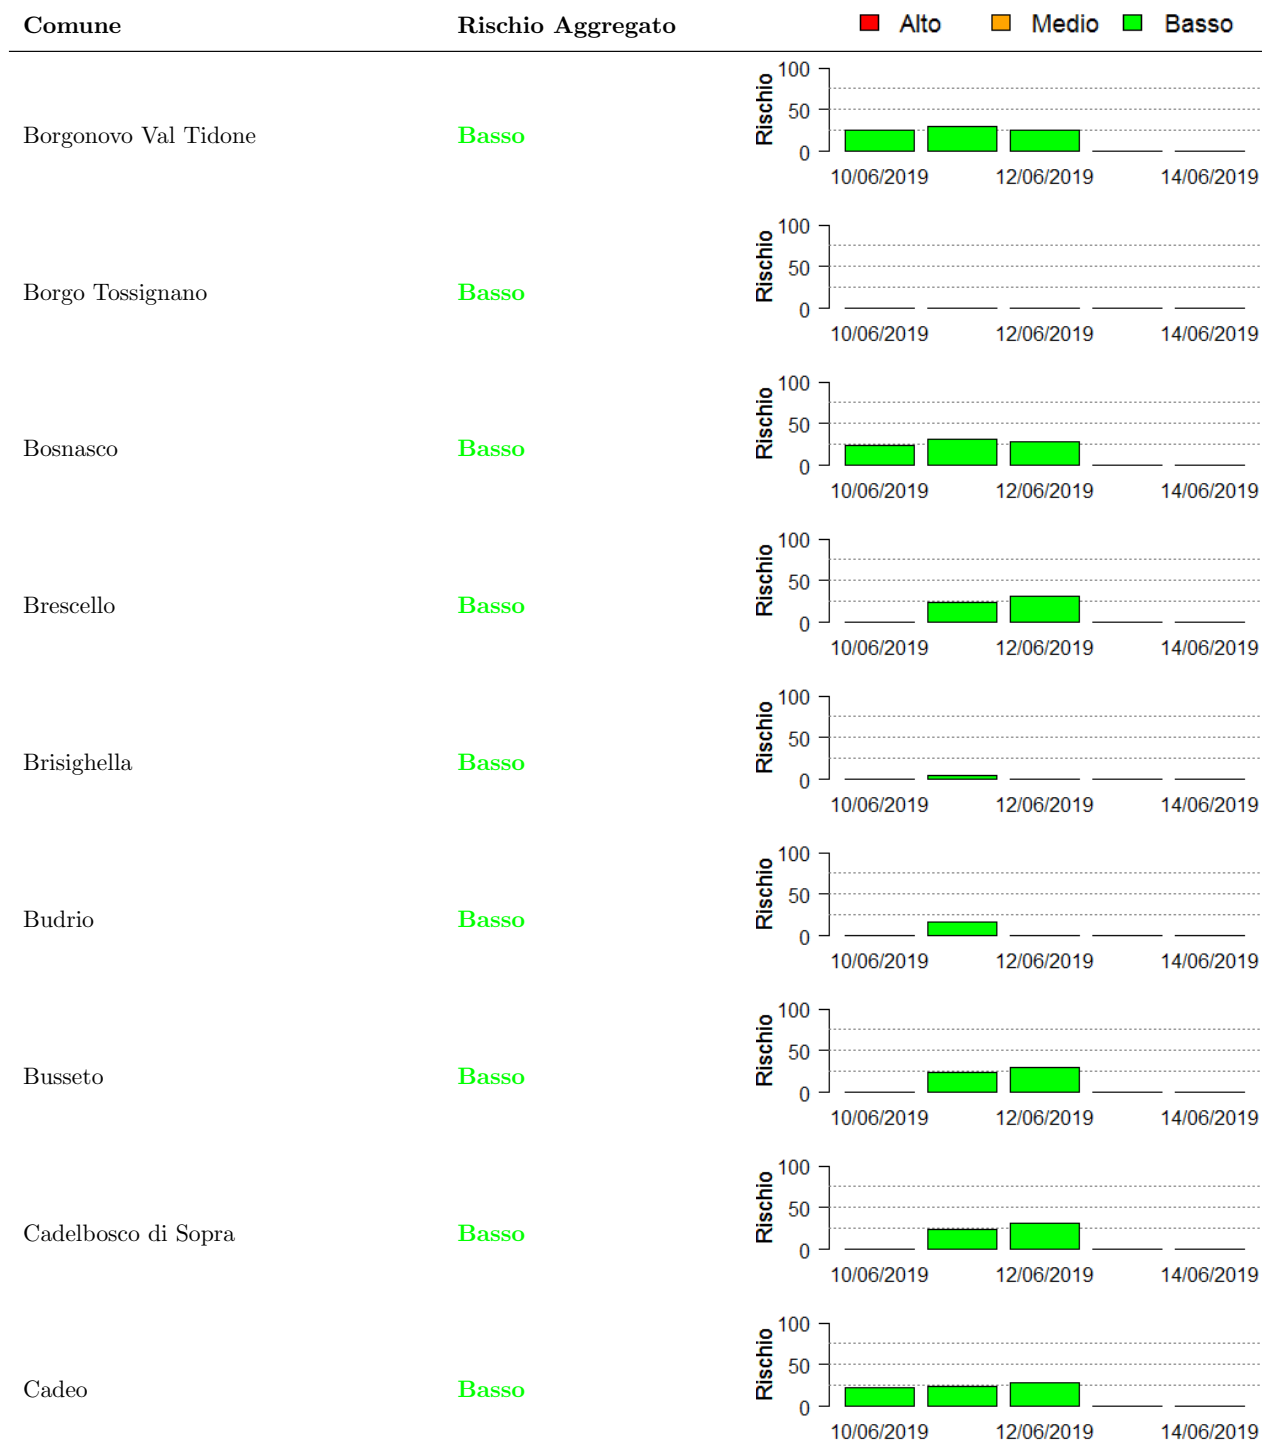 Comune Rischio Aggregato Alto Medio Basso
100
50
0
Rischio
Borgonovo Val Tidone Basso
10/06/2019 12/06/2019 14/06/2019
100
50
0
Rischio
Borgo Tossignano Basso
10/06/2019 12/06/2019 14/06/2019
100
50
0
Rischio
Bosnasco Basso
10/06/2019 12/06/2019 14/06/2019
100
50
0
Rischio
Brescello Basso
10/06/2019 12/06/2019 14/06/2019
100
50
0
Rischio
Brisighella Basso
10/06/2019 12/06/2019 14/06/2019
100
50
0
Rischio
Budrio Basso
10/06/2019 12/06/2019 14/06/2019
100
50
0
Rischio
Busseto Basso
10/06/2019 12/06/2019 14/06/2019
100
50
0
Rischio
Cadelbosco di Sopra Basso
10/06/2019 12/06/2019 14/06/2019
100
50
0
Rischio
Cadeo Basso
10/06/2019 12/06/2019 14/06/2019